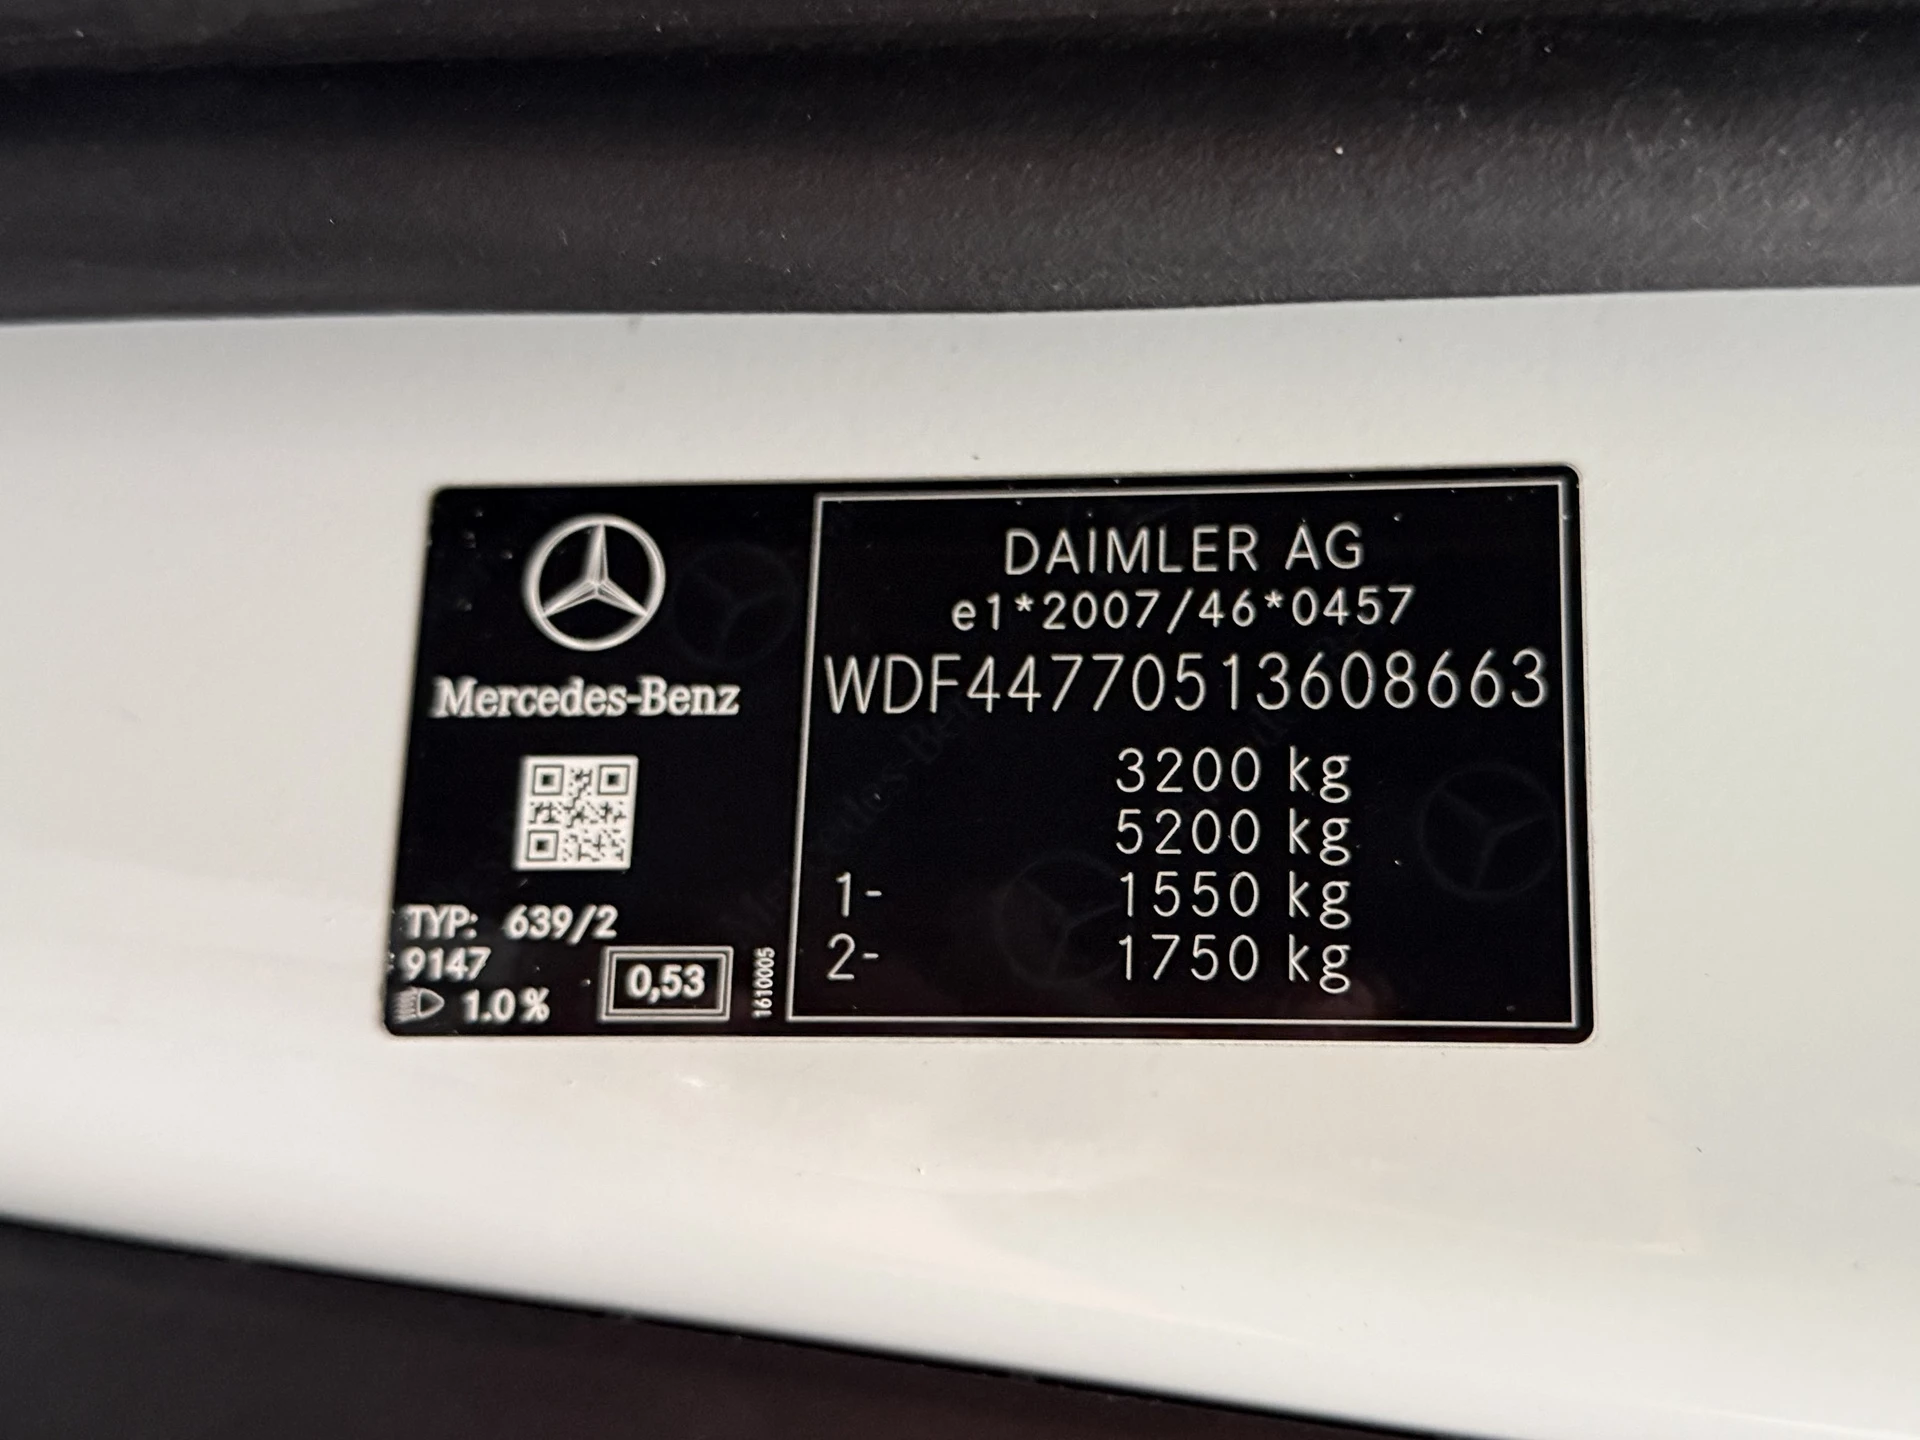 Mercedes-Benz
TYP: 639/2
9147
1.0%
0,53
1610005
DAIMLER AG
e1*2007/46*0457
WDF44770513608663
3200 kg
5200 kg
1- 1550 kg
2- 1750 kg